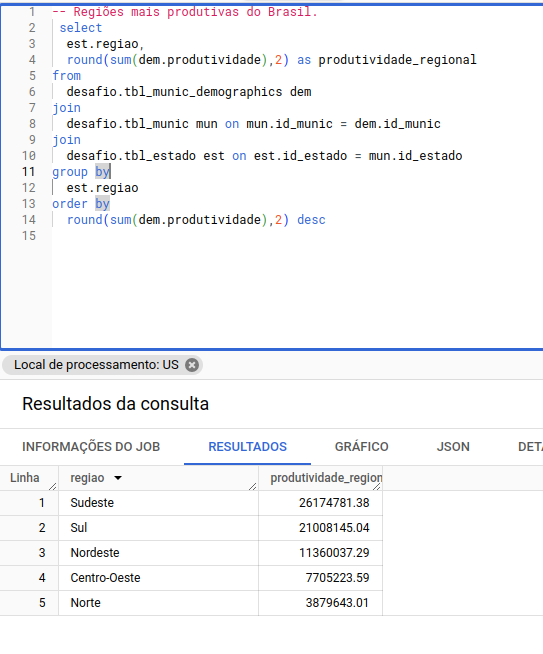 1 -- Regiões mais produtivas do Brasil.
2 select
3 est.regiao,
4 round(sum(dem.produtividade),2) as produtividade_regional
5 from
6 desafio.tbl_munic_demographics dem
7 join
8 desafio.tbl_munic mun on mun.id_munic = dem.id_munic
9 join
10 desafio.tbl_estado est on est.id_estado = mun.id_estado
11 group by
12 est.regiao
13 order by
14 round(sum(dem.produtividade),2) desc
15
Local de processamento: US
Resultados da consulta
INFORMAÇÕES DO JOB RESULTADOS GRÁFICO JSON DETA
Linha regiao produtividade_region
1 Sudeste 26174781.38
2 Sul 21008145.04
3 Nordeste 11360037.29
4 Centro-Oeste 7705223.59
5 Norte 3879643.01